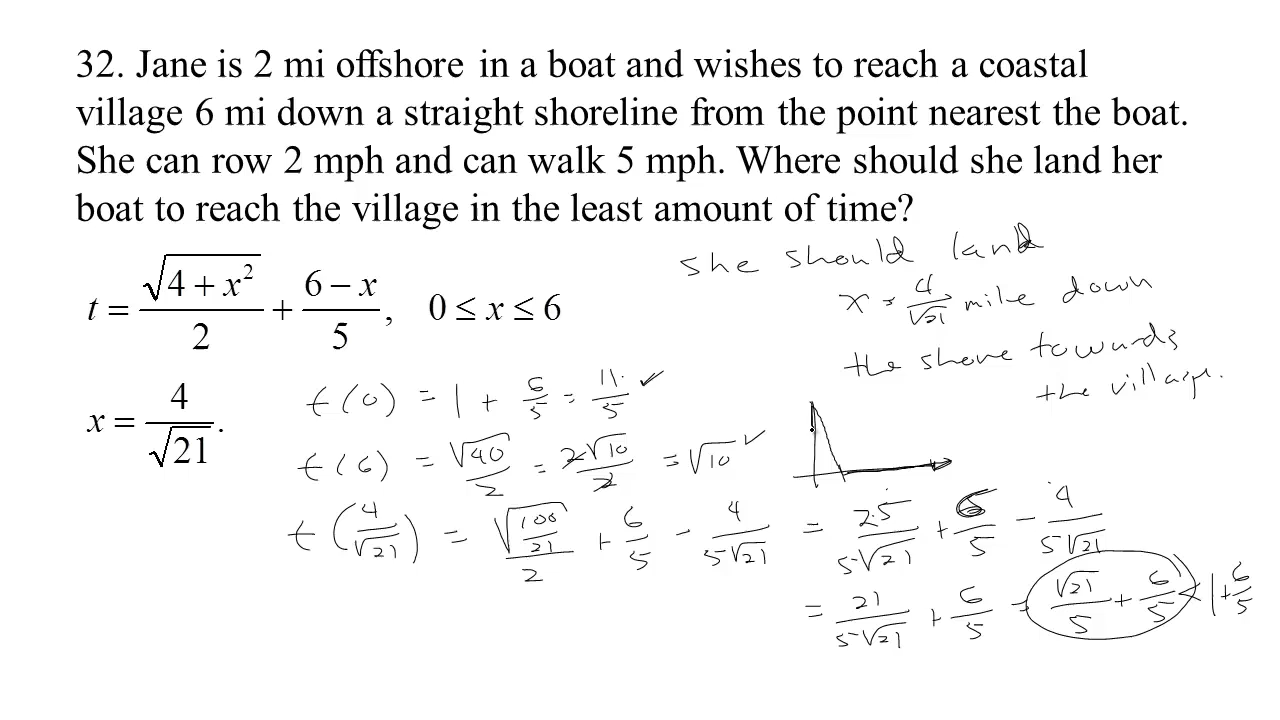 32. Jane is 2 mi offshore in a boat and wishes to reach a coastal
village 6 mi down a straight shoreline from the point nearest the boat.
She can row 2 mph and can walk 5 mph. Where should she land her
boat to reach the village in the least amount of time?
t = √(4 + x²)/2 + (6 − x)/5, 0 ≤ x ≤ 6
x = 4/√21.
she should land
x = 4/√21 mile down
the shore towards
the village.
t(0) = 1 + 6/5 = 11/5 ✓
t(6) = √40/2 = 2√10/2 = √10 ✓
t(4/√21) = √(100/21)/2 + 6/5 − 4/(5√21) = 25/(5√21) + 6/5 − 4/(5√21)
= 21/(5√21) + 6/5 = √21/5 + 6/5 < 1 + 6/5